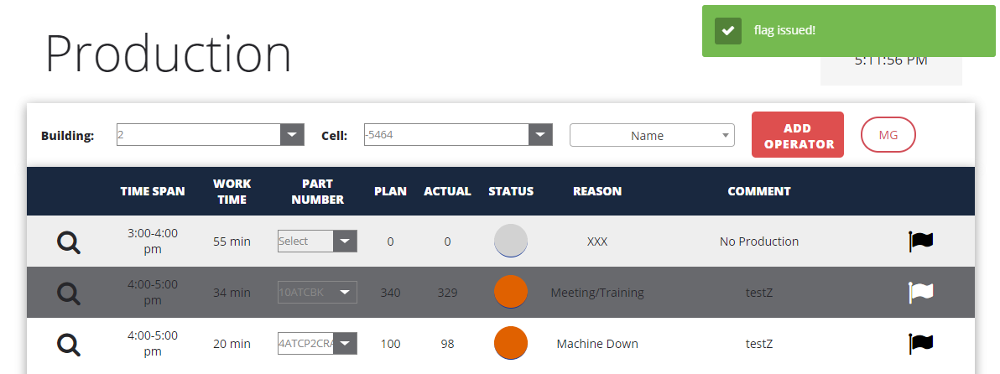 flag issued!
Production
5:11:56 PM
Building:
2
Cell:
-5464
Name
ADD
OPERATOR
MG
TIME SPAN
WORK
TIME
PART
NUMBER
PLAN
ACTUAL
STATUS
REASON
COMMENT
3:00-4:00
pm
55 min
Select
0
0
XXX
No Production
4:00-5:00
pm
34 min
10ATCBK
340
329
Meeting/Training
testZ
4:00-5:00
pm
20 min
4ATCP2CRA
100
98
Machine Down
testZ